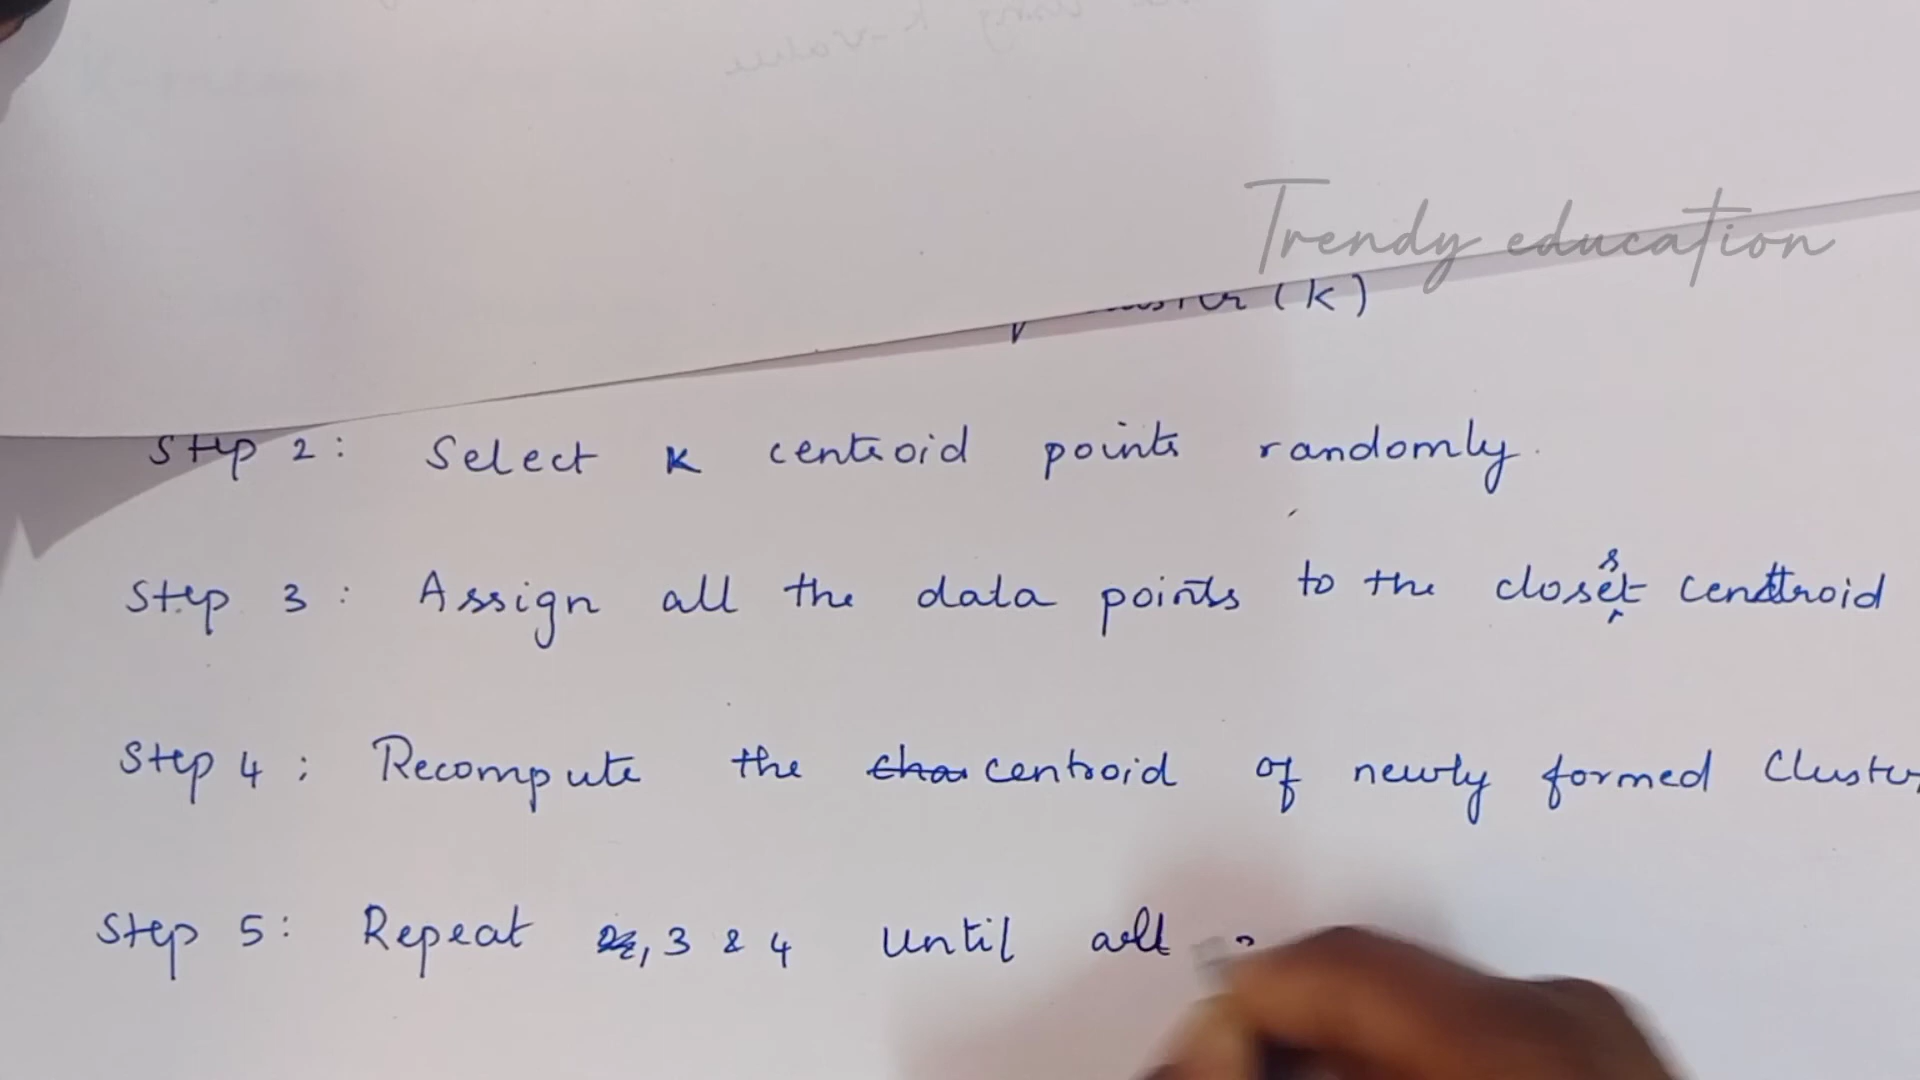 k-value
Trendy education
(k)
Step 2: Select K centroid points randomly.
Step 3: Assign all the data points to the closest centroid
Step 4: Recompute the centroid of newly formed Cluster
Step 5: Repeat 3 & 4 until all